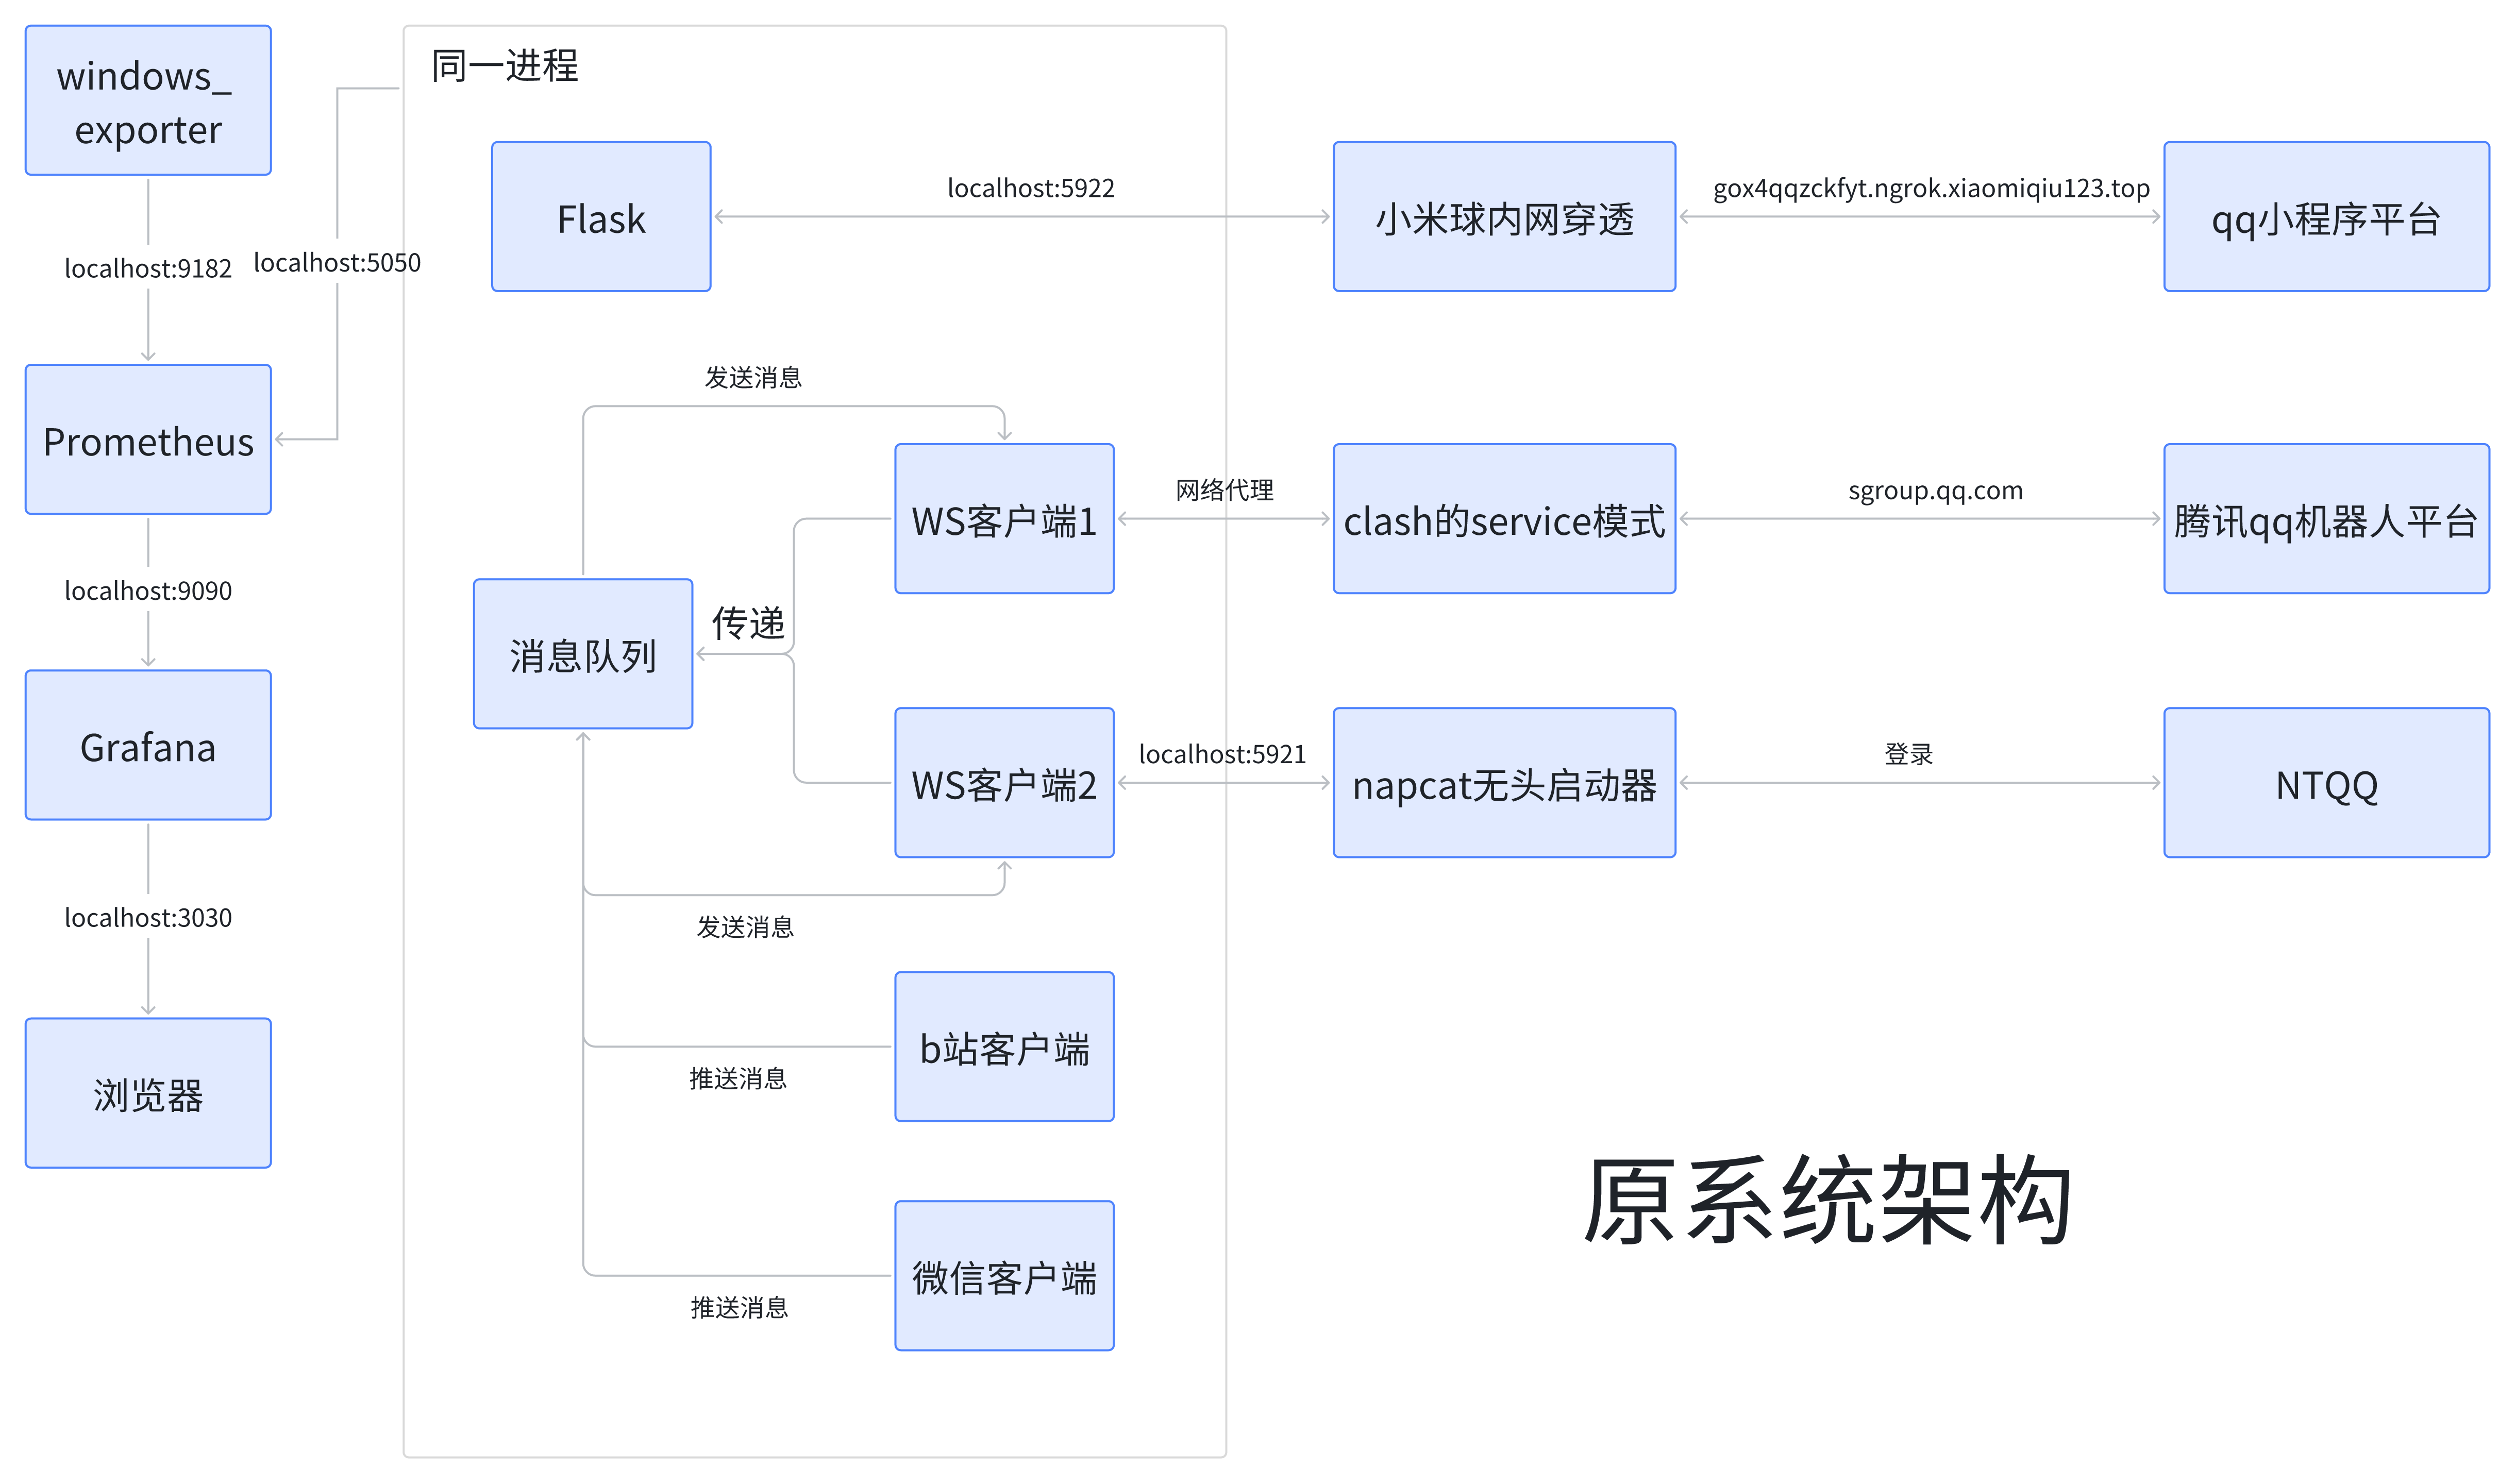 windows_
exporter
同一进程
Flask
localhost:5922
小米球内网穿透
gox4qqzckfyt.ngrok.xiaomiqiu123.top
qq小程序平台
localhost:9182
localhost:5050
Prometheus
发送消息
WS客户端1
网络代理
clash的service模式
sgroup.qq.com
腾讯qq机器人平台
localhost:9090
传递
消息队列
Grafana
WS客户端2
localhost:5921
napcat无头启动器
登录
NTQQ
localhost:3030
发送消息
b站客户端
推送消息
浏览器
原系统架构
微信客户端
推送消息